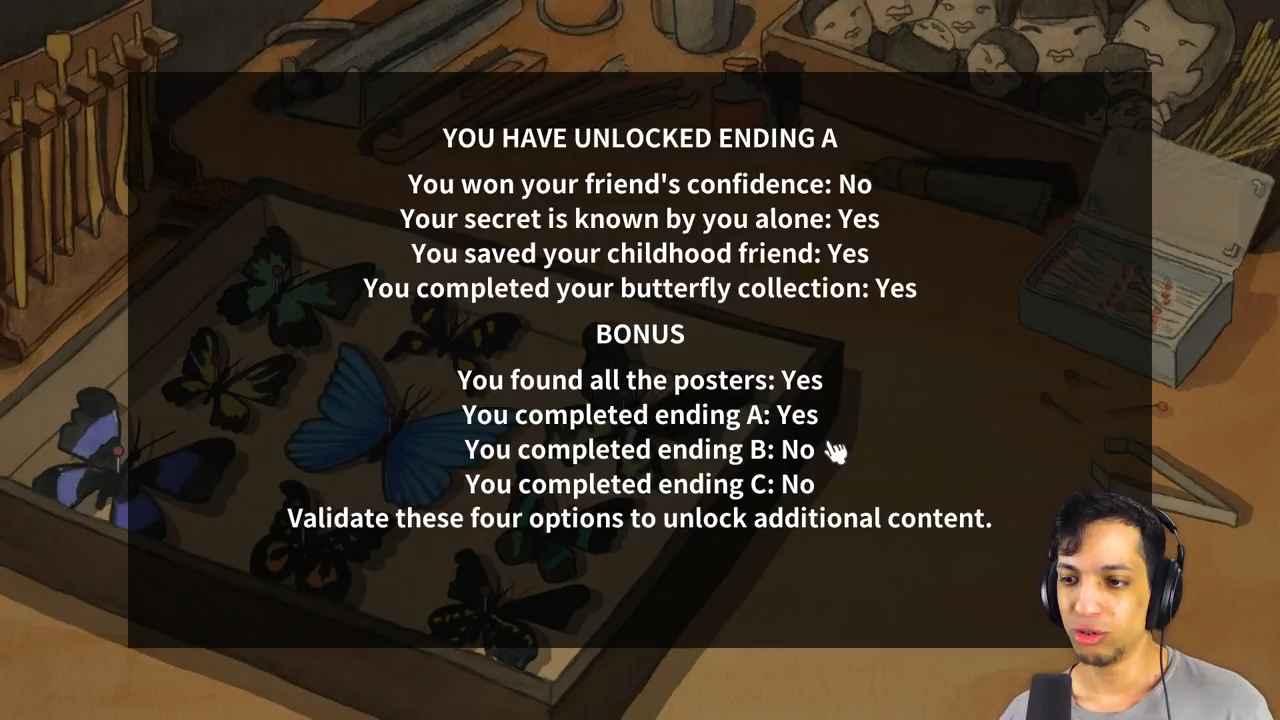 YOU HAVE UNLOCKED ENDING A
You won your friend's confidence: No
Your secret is known by you alone: Yes
You saved your childhood friend: Yes
You completed your butterfly collection: Yes
BONUS
You found all the posters: Yes
You completed ending A: Yes
You completed ending B: No
You completed ending C: No
Validate these four options to unlock additional content.